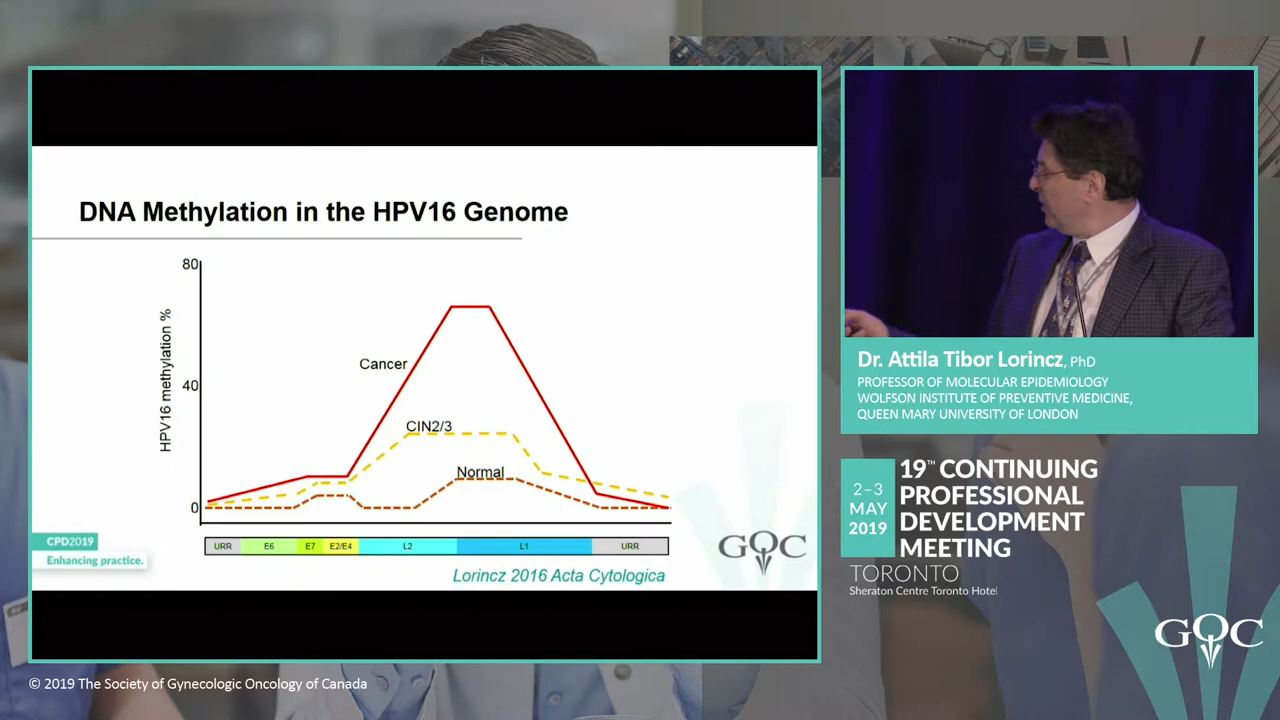 DNA Methylation in the HPV16 Genome
80
40
0
HPV16 methylation %
Cancer
CIN2/3
Normal
URR E6 E7 E2/E4 L2 L1 URR
CPD2019
Enhancing practice.
GOC
Lorincz 2016 Acta Cytologica
Dr. Attila Tibor Lorincz, PhD
PROFESSOR OF MOLECULAR EPIDEMIOLOGY
WOLFSON INSTITUTE OF PREVENTIVE MEDICINE,
QUEEN MARY UNIVERSITY OF LONDON
2–3
MAY
2019
19TH CONTINUING
PROFESSIONAL
DEVELOPMENT
MEETING
TORONTO
Sheraton Centre Toronto Hotel
GOC
© 2019 The Society of Gynecologic Oncology of Canada